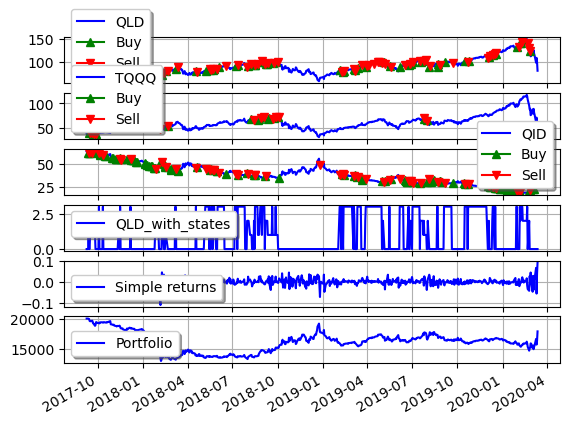 QLD
Buy
Sell
150
100
TQQQ
Buy
Sell
100
50
QID
Buy
Sell
50
25
QLD_with_states
2.5
0.0
Simple returns
0.1
0.0
−0.1
Portfolio
20000
15000
2017-10
2018-01
2018-04
2018-07
2018-10
2019-01
2019-04
2019-07
2019-10
2020-01
2020-04